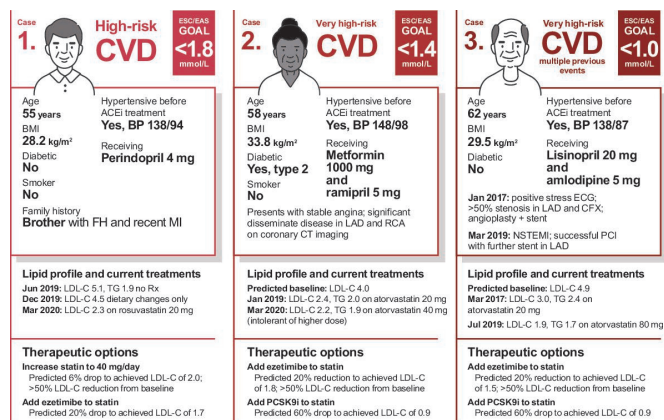 Case
1.
High-risk
CVD
ESC/EAS
GOAL
<1.8
mmol/L
Age
55 years
BMI
28.2 kg/m²
Diabetic
No
Smoker
No
Family history
Brother with FH and recent MI
Hypertensive before
ACEi treatment
Yes, BP 138/94
Receiving
Perindopril 4 mg
Lipid profile and current treatments
Jun 2019: LDL-C 5.1, TG 1.9 no Rx
Dec 2019: LDL-C 4.5 dietary changes only
Mar 2020: LDL-C 2.3 on rosuvastatin 20 mg
Therapeutic options
Increase statin to 40 mg/day
Predicted 6% drop to achieved LDL-C of 2.0;
>50% LDL-C reduction from baseline
Add ezetimibe to statin
Predicted 20% drop to achieved LDL-C of 1.7
Case
2.
Very high-risk
CVD
ESC/EAS
GOAL
<1.4
mmol/L
Age
58 years
BMI
33.8 kg/m²
Diabetic
Yes, type 2
Smoker
No
Hypertensive before
ACEi treatment
Yes, BP 148/98
Receiving
Metformin
1000 mg
and
ramipril 5 mg
Presents with stable angina; significant
disseminate disease in LAD and RCA
on coronary CT imaging
Lipid profile and current treatments
Predicted baseline: LDL-C 4.0
Jan 2019: LDL-C 2.4, TG 2.0 on atorvastatin 20 mg
Mar 2020: LDL-C 2.2, TG 1.9 on atorvastatin 40 mg
(intolerant of higher dose)
Therapeutic options
Add ezetimibe to statin
Predicted 20% reduction to achieved LDL-C
of 1.8; >50% LDL-C reduction from baseline
Add PCSK9i to statin
Predicted 60% drop to achieved LDL-C of 0.9
Case
3.
Very high-risk
CVD
multiple previous
events
ESC/EAS
GOAL
<1.0
mmol/L
Age
62 years
BMI
29.5 kg/m²
Diabetic
No
Hypertensive before
ACEi treatment
Yes, BP 138/87
Receiving
Lisinopril 20 mg
and
amlodipine 5 mg
Jan 2017: positive stress ECG;
>50% stenosis in LAD and CFX;
angioplasty + stent
Mar 2019: NSTEMI; successful PCI
with further stent in LAD
Lipid profile and current treatments
Predicted baseline: LDL-C 4.9
Mar 2017: LDL-C 3.0, TG 2.4 on
atorvastatin 20 mg
Jul 2019: LDL-C 1.9, TG 1.7 on atorvastatin 80 mg
Therapeutic options
Add ezetimibe to statin
Predicted 20% reduction to achieved LDL-C
of 1.5; >50% LDL-C reduction from baseline
Add PCSK9i to statin
Predicted 60% drop to achieved LDL-C of 0.9